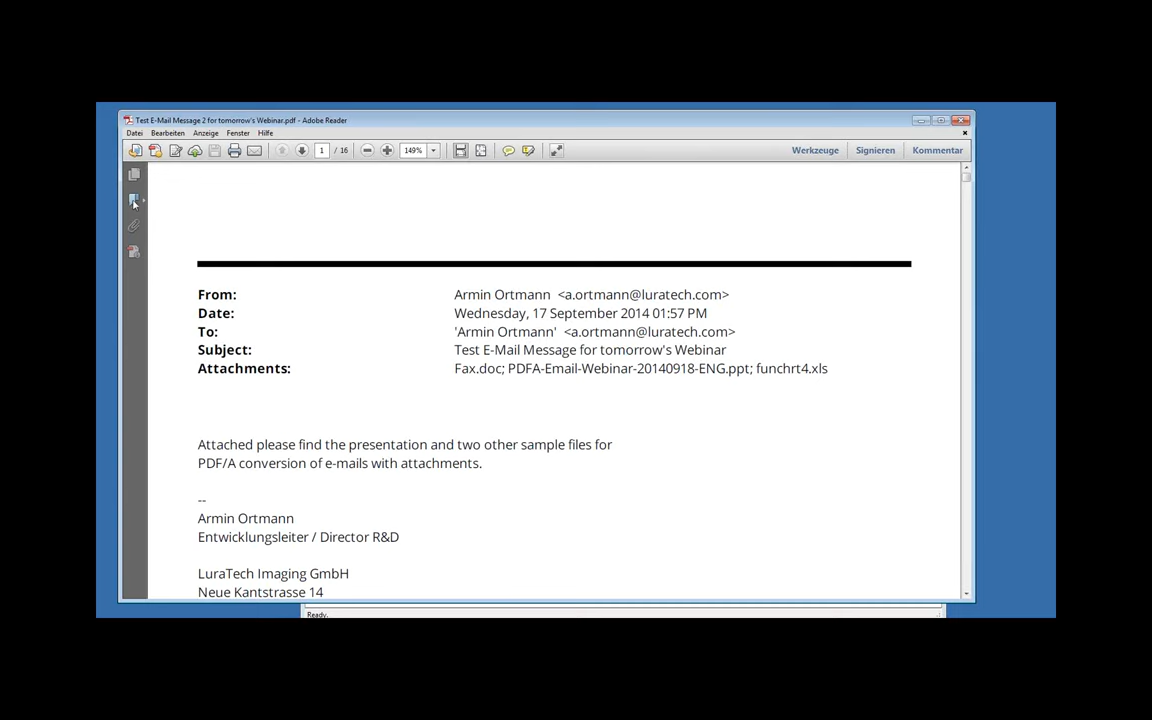 Test E-Mail Message 2 for tomorrow's Webinar.pdf - Adobe Reader
Datei Bearbeiten Anzeige Fenster Hilfe
1 / 16 149% Werkzeuge Signieren Kommentar
From: Armin Ortmann <a.ortmann@luratech.com>
Date: Wednesday, 17 September 2014 01:57 PM
To: 'Armin Ortmann' <a.ortmann@luratech.com>
Subject: Test E-Mail Message for tomorrow's Webinar
Attachments: Fax.doc; PDFA-Email-Webinar-20140918-ENG.ppt; funchrt4.xls
Attached please find the presentation and two other sample files for
PDF/A conversion of e-mails with attachments.
--
Armin Ortmann
Entwicklungsleiter / Director R&D
LuraTech Imaging GmbH
Neue Kantstrasse 14
Ready.